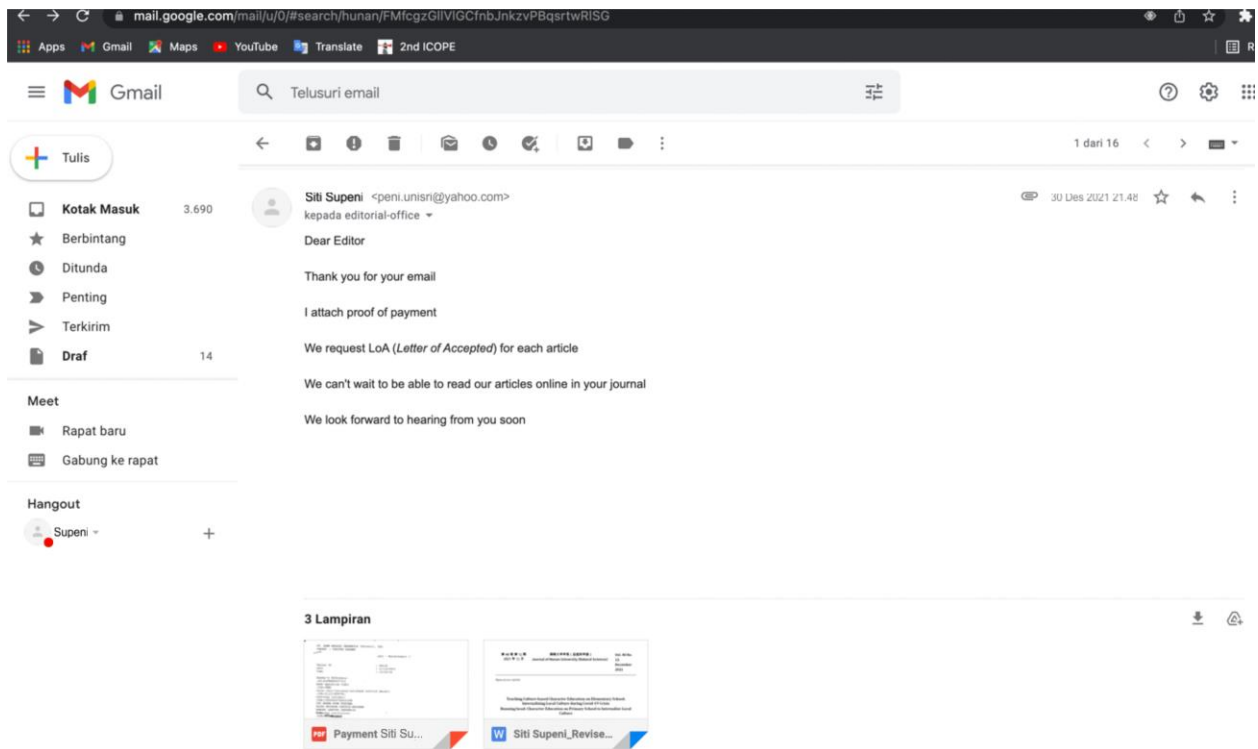 mail.google.com/mail/u/0/#search/hunan/FMfcgzGllVlGCfnbJnkzvPBqsrtwRlSG
Apps Gmail Maps YouTube Translate 2nd ICOPE R
Gmail
Telusuri email
Tulis
1 dari 16
Kotak Masuk 3.690
Berbintang
Ditunda
Penting
Terkirim
Draf 14
Meet
Rapat baru
Gabung ke rapat
Hangout
Supeni
Siti Supeni <peni.unisri@yahoo.com>
30 Des 2021 21.48
kepada editorial-office
Dear Editor
Thank you for your email
I attach proof of payment
We request LoA (Letter of Accepted) for each article
We can't wait to be able to read our articles online in your journal
We look forward to hearing from you soon
3 Lampiran
PDF Payment Siti Su...
W Siti Supeni_Revise...